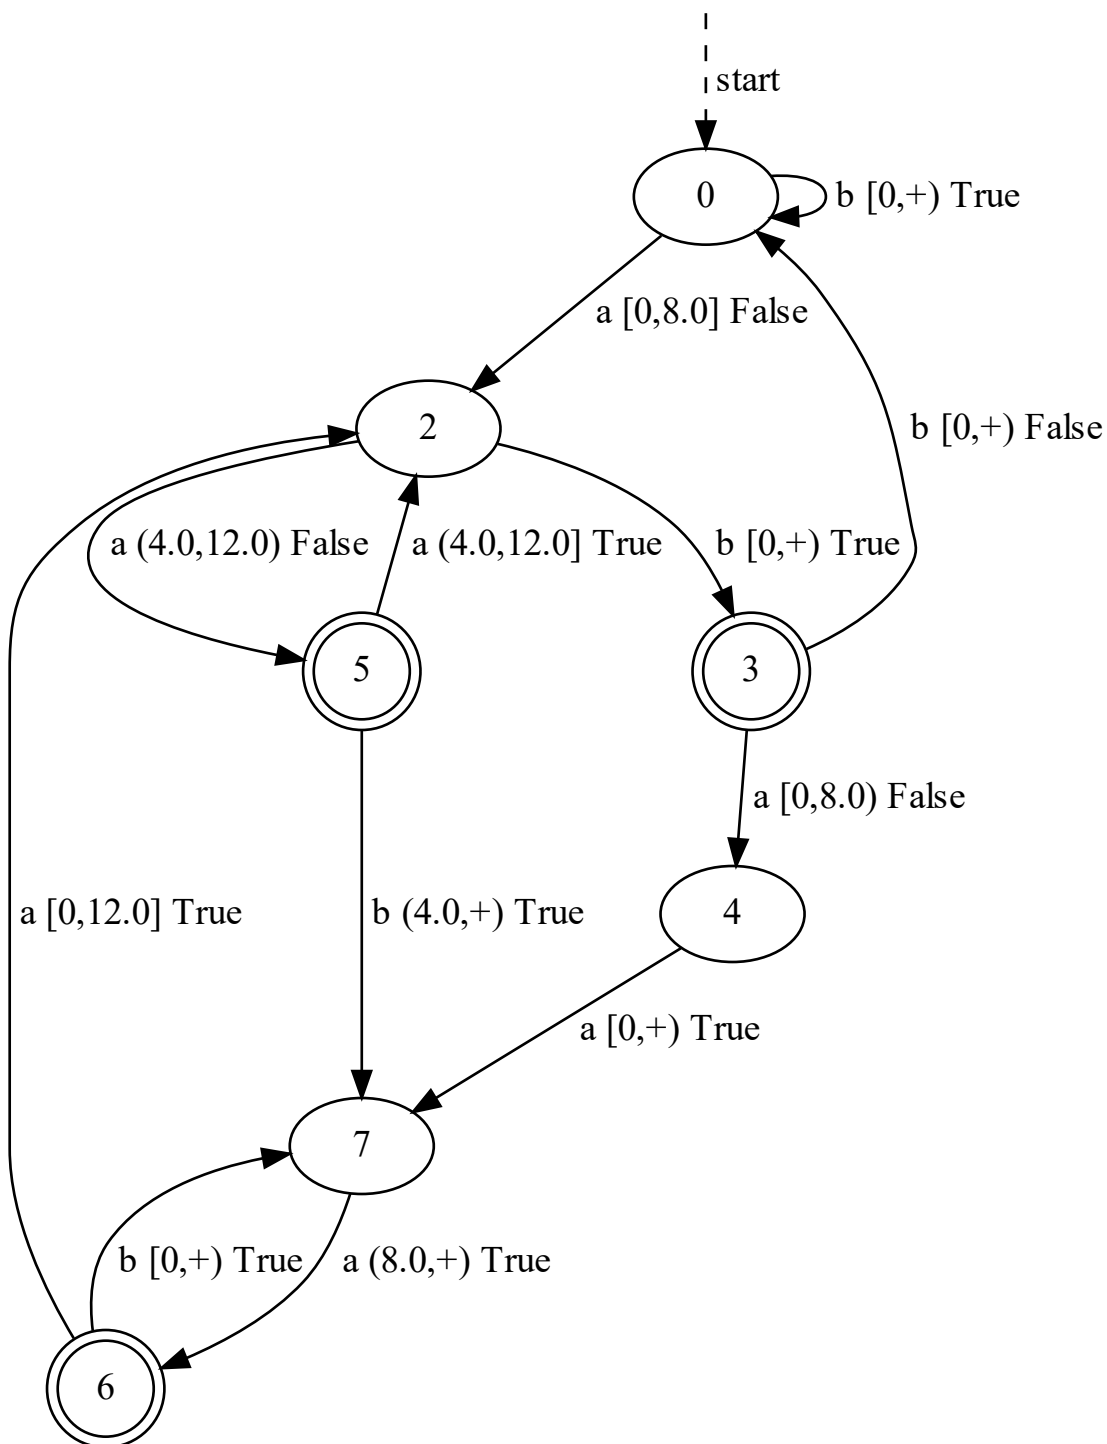 start
0
b [0,+) True
a [0,8.0] False
b [0,+) False
2
a (4.0,12.0) False
a (4.0,12.0] True
b [0,+) True
5
3
a [0,8.0) False
a [0,12.0] True
b (4.0,+) True
4
a [0,+) True
7
b [0,+) True
a (8.0,+) True
6